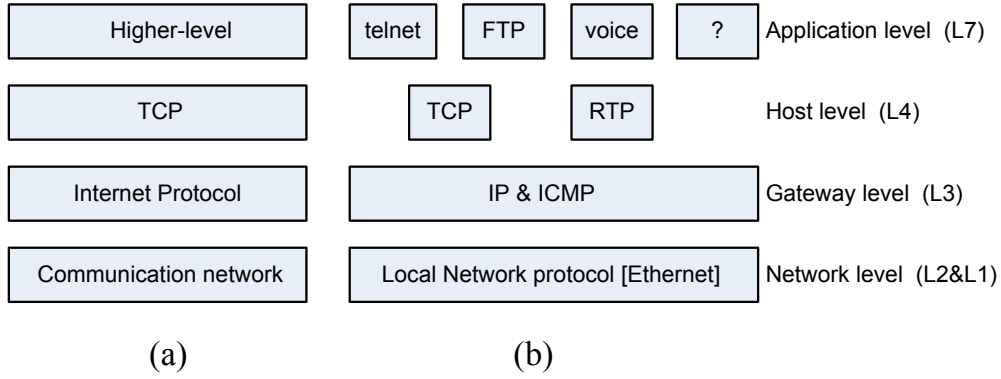 Higher-level telnet FTP voice ? Application level (L7)
TCP TCP RTP Host level (L4)
Internet Protocol IP & ICMP Gateway level (L3)
Communication network Local Network protocol [Ethernet] Network level (L2&L1)
(a) (b)